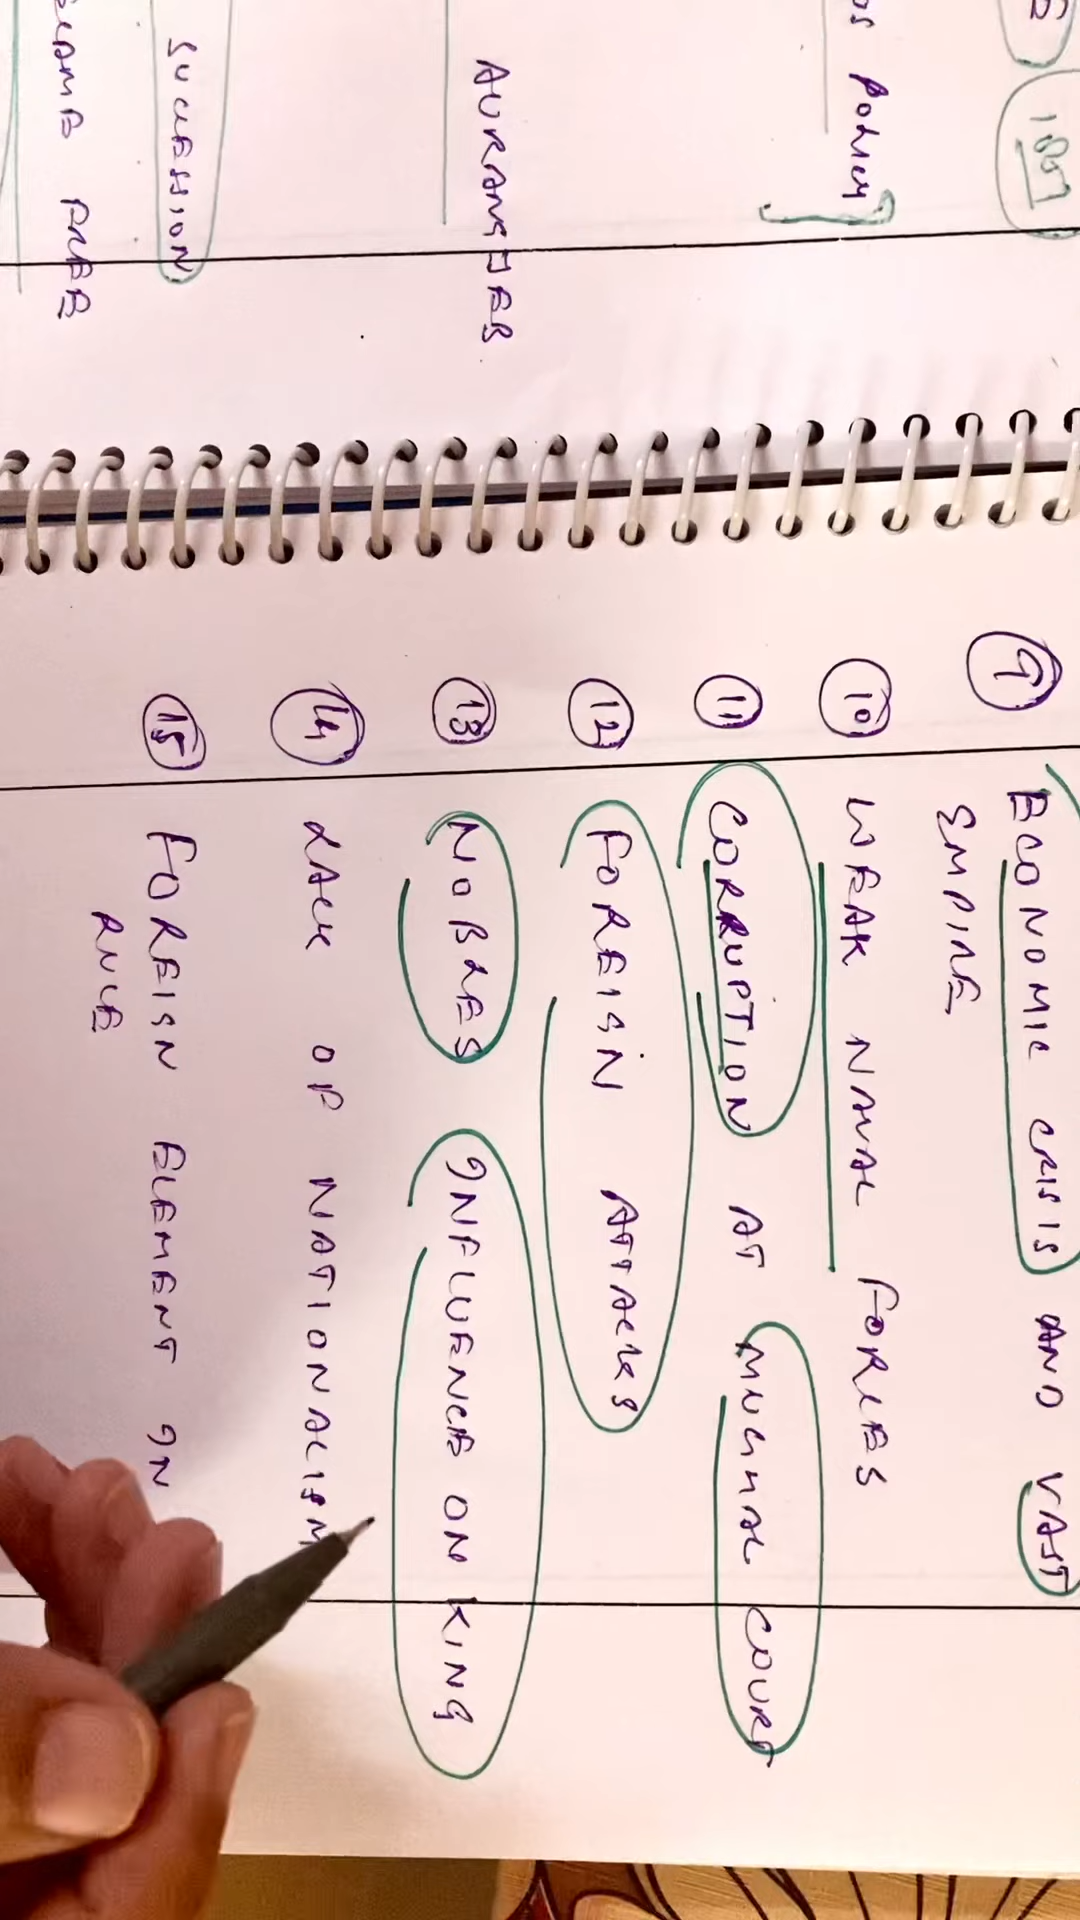 1857
POLICY
AURANGZEB
SUCCESSION
FREE
9 ECONOMIC CRISIS AND VAST
EMPIRE
10 WEAK NAVAL FORCES
11 CORRUPTION AT MUGHAL COURT
12 FOREIGN ATTACKS
13 NOBLES INFLUENCE ON KING
14 LACK OF NATIONALISM
15 FOREIGN ELEMENT IN
RULE